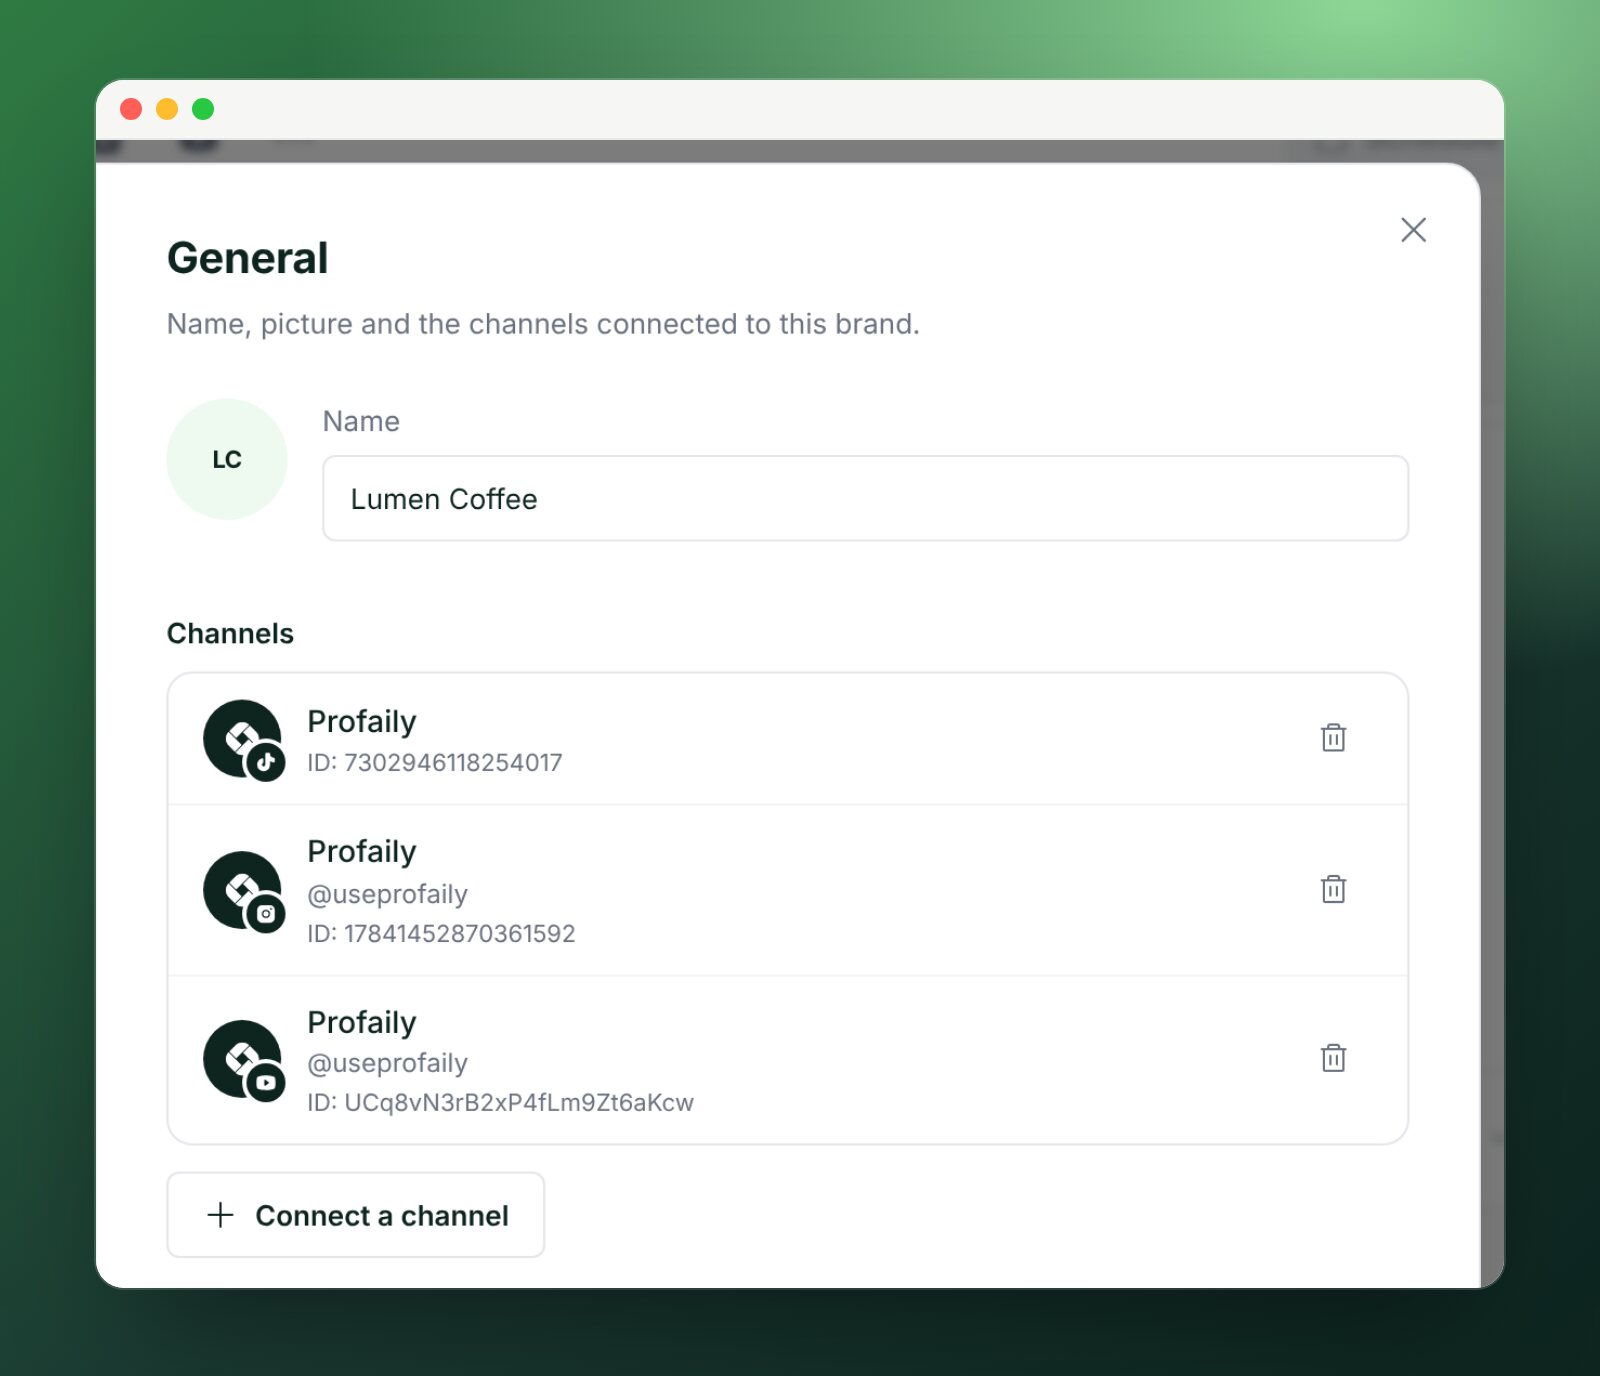 General
Name, picture and the channels connected to this brand.
LC
Name
Lumen Coffee
Channels
Profaily
ID: 7302946118254017
Profaily
@useprofaily
ID: 17841452870361592
Profaily
@useprofaily
ID: UCq8vN3rB2xP4fLm9Zt6aKcw
Connect a channel